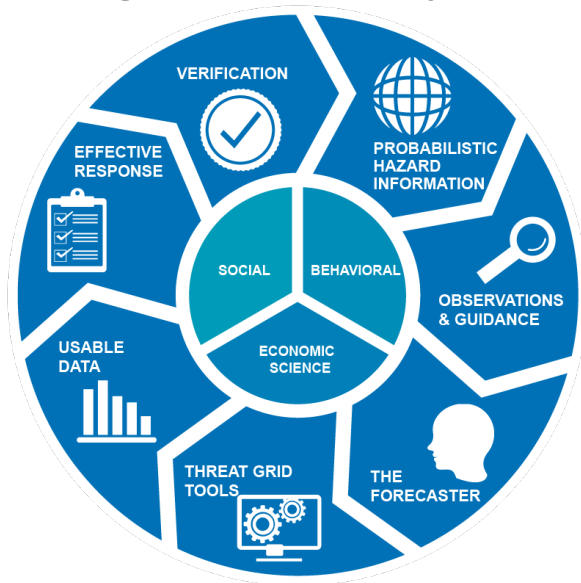 VERIFICATION
PROBABILISTIC
HAZARD
INFORMATION
EFFECTIVE
RESPONSE
SOCIAL
BEHAVIORAL
ECONOMIC
SCIENCE
OBSERVATIONS
& GUIDANCE
USABLE
DATA
THREAT GRID
TOOLS
THE
FORECASTER